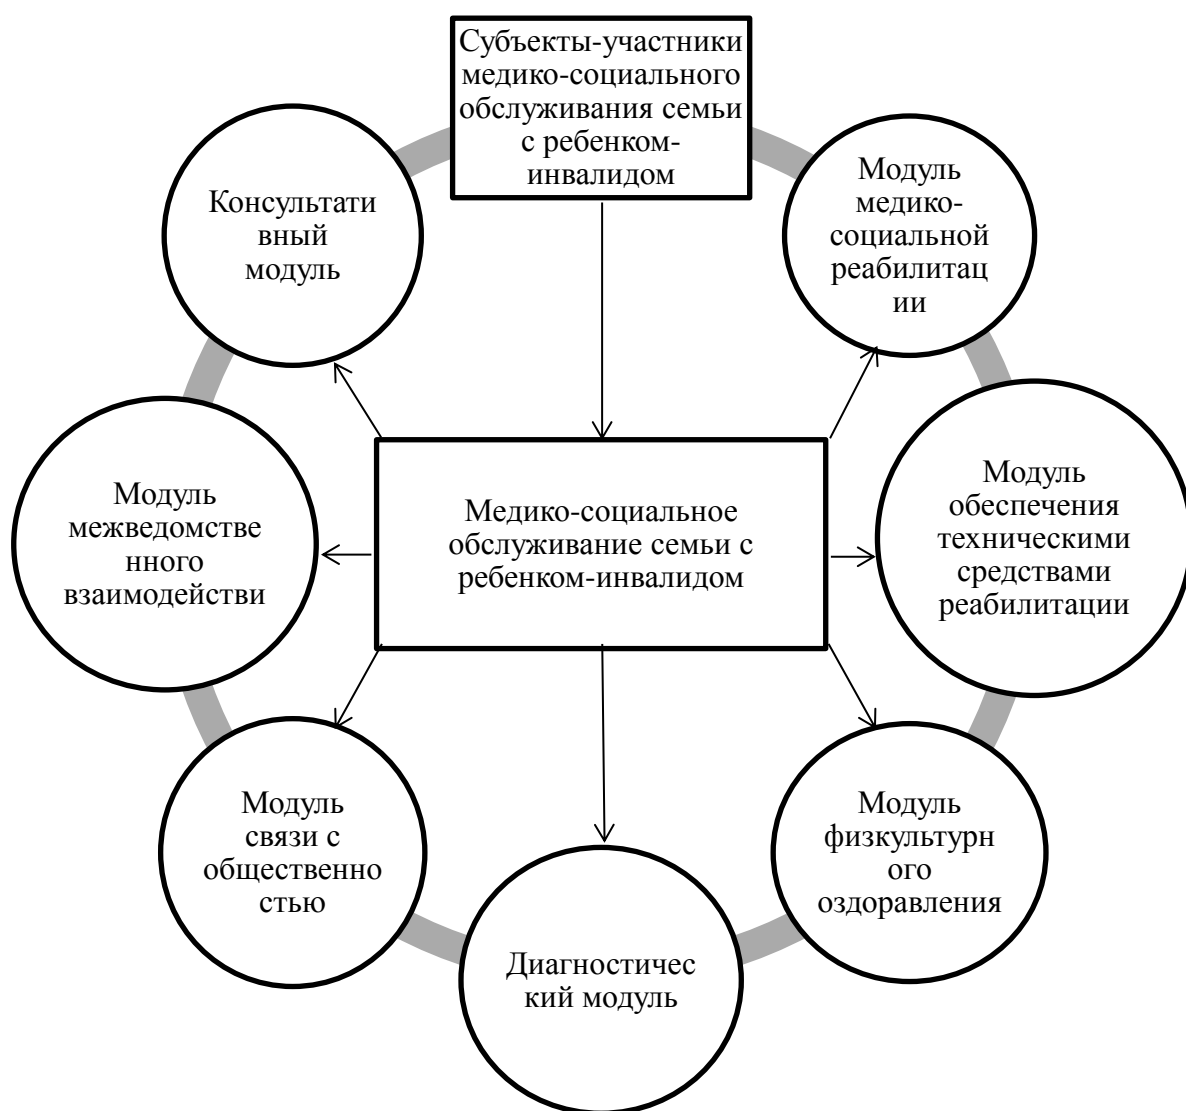 Субъекты-участники
медико-социального
обслуживания семьи
с ребенком-
инвалидом
Консультати
вный
модуль
Модуль
медико-
социальной
реабилитац
ии
Модуль
межведомстве
нного
взаимодействи
Медико-социальное
обслуживание семьи с
ребенком-инвалидом
Модуль
обеспечения
техническими
средствами
реабилитации
Модуль
связи с
общественно
стью
Модуль
физкультурн
ого
оздоравления
Диагностичес
кий модуль